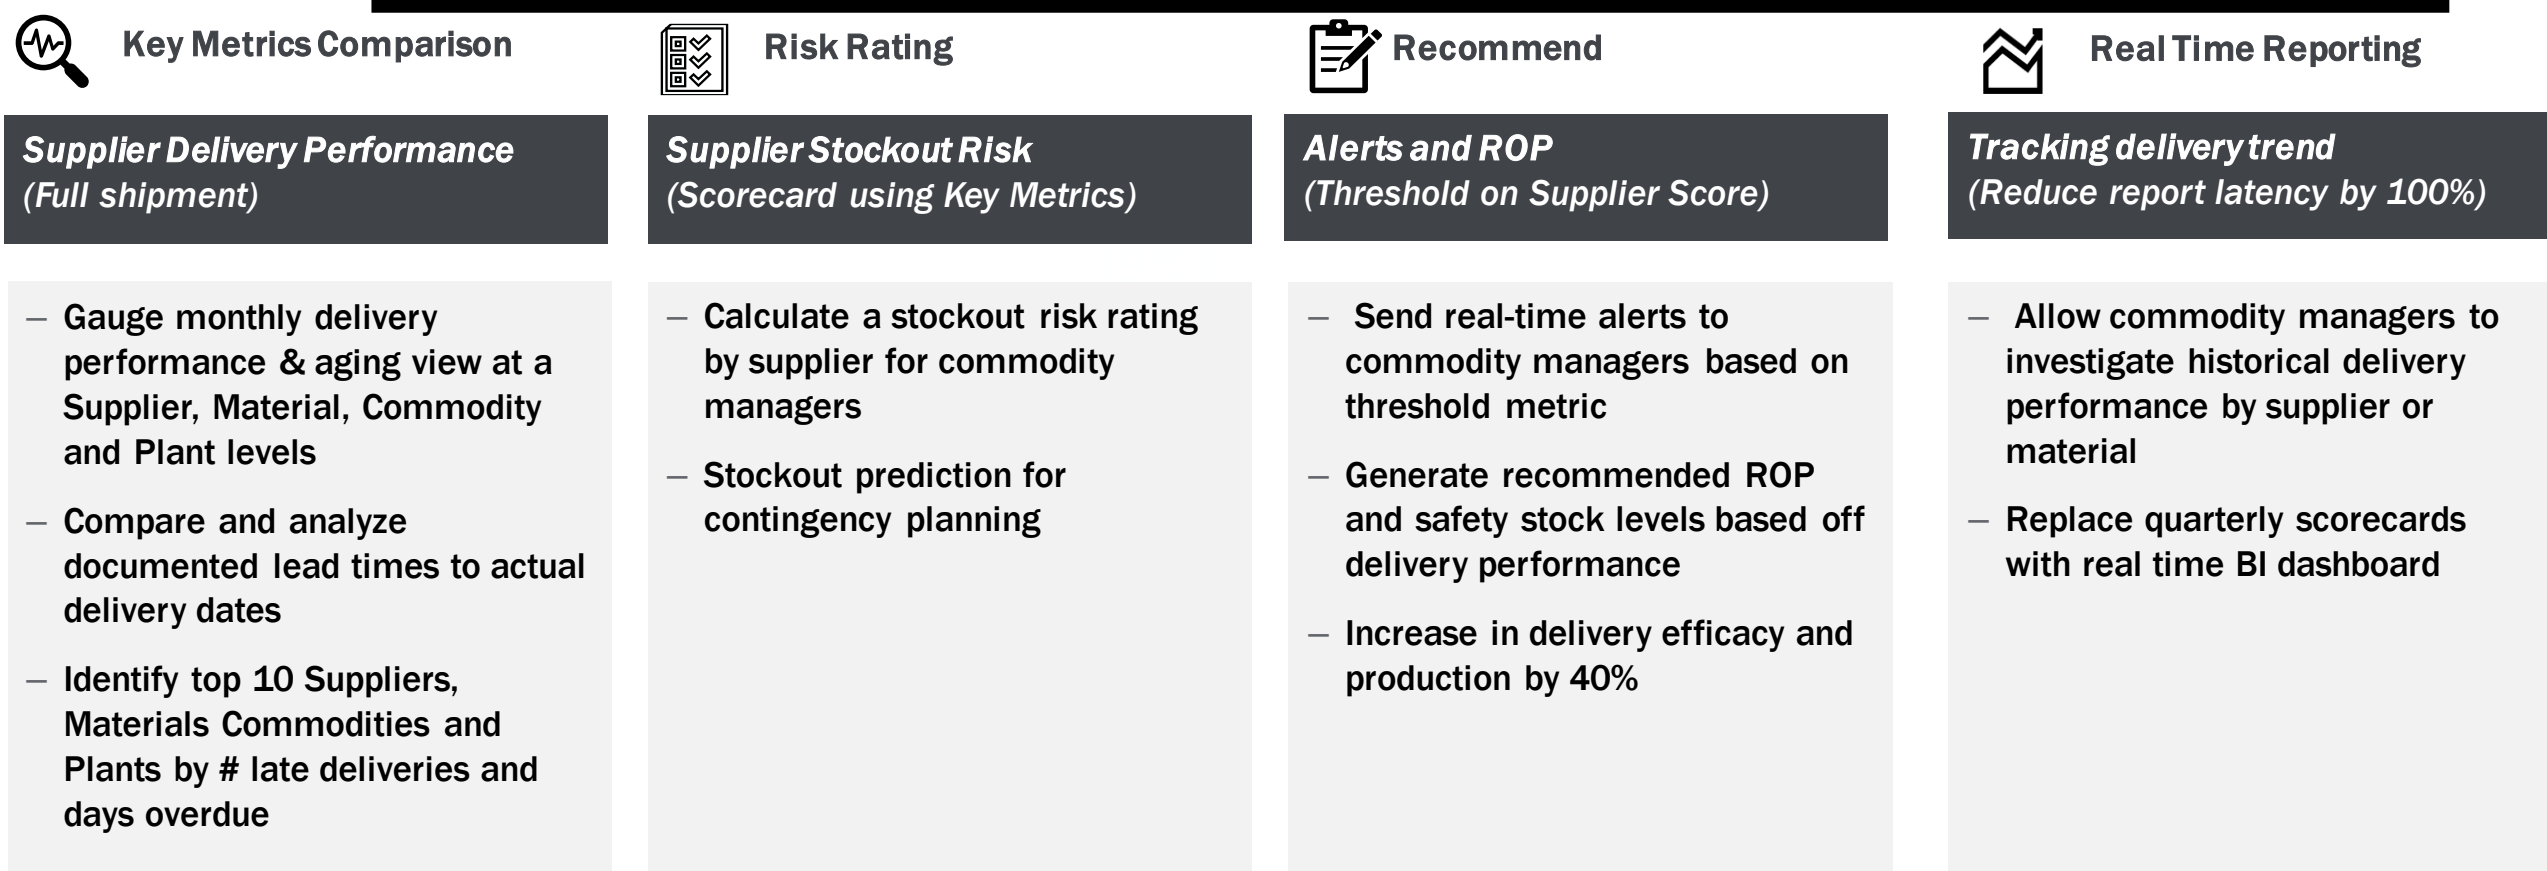 Key Metrics Comparison
Supplier Delivery Performance
(Full shipment)
– Gauge monthly delivery
performance & aging view at a
Supplier, Material, Commodity
and Plant levels
– Compare and analyze
documented lead times to actual
delivery dates
– Identify top 10 Suppliers,
Materials Commodities and
Plants by # late deliveries and
days overdue
Risk Rating
Supplier Stockout Risk
(Scorecard using Key Metrics)
– Calculate a stockout risk rating
by supplier for commodity
managers
– Stockout prediction for
contingency planning
Recommend
Alerts and ROP
(Threshold on Supplier Score)
– Send real-time alerts to
commodity managers based on
threshold metric
– Generate recommended ROP
and safety stock levels based off
delivery performance
– Increase in delivery efficacy and
production by 40%
Real Time Reporting
Tracking delivery trend
(Reduce report latency by 100%)
– Allow commodity managers to
investigate historical delivery
performance by supplier or
material
– Replace quarterly scorecards
with real time BI dashboard